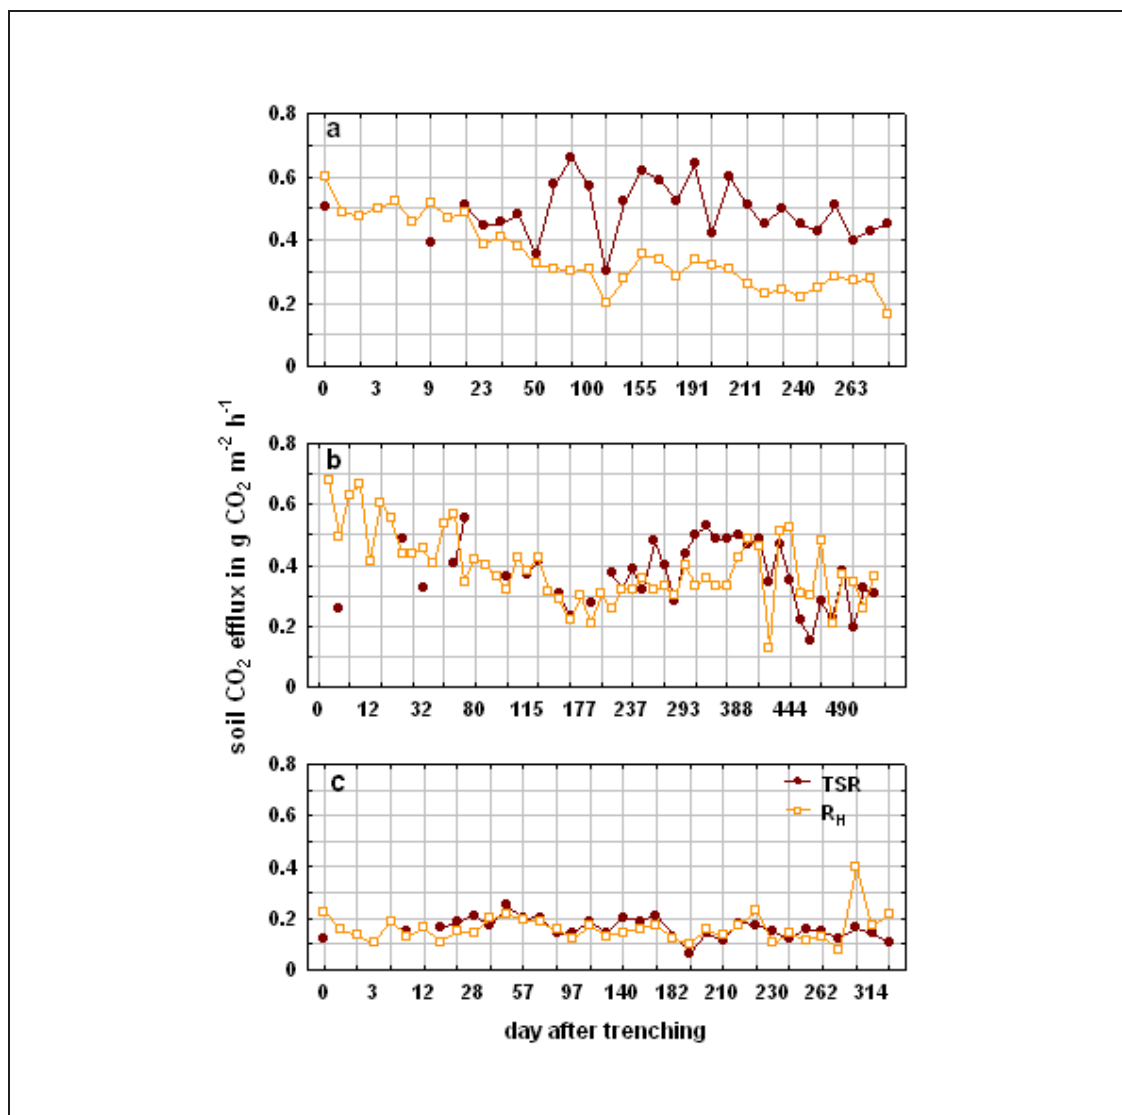 a
0.8
0.6
0.4
0.2
0
0 3 9 23 50 100 155 191 211 240 263
b
0.8
0.6
0.4
0.2
0
0 12 32 80 115 177 237 293 388 444 490
c
TSR
R_H
0.8
0.6
0.4
0.2
0
0 3 12 28 57 97 140 182 210 230 262 314
soil CO₂ efflux in g CO₂ m⁻² h⁻¹
day after trenching